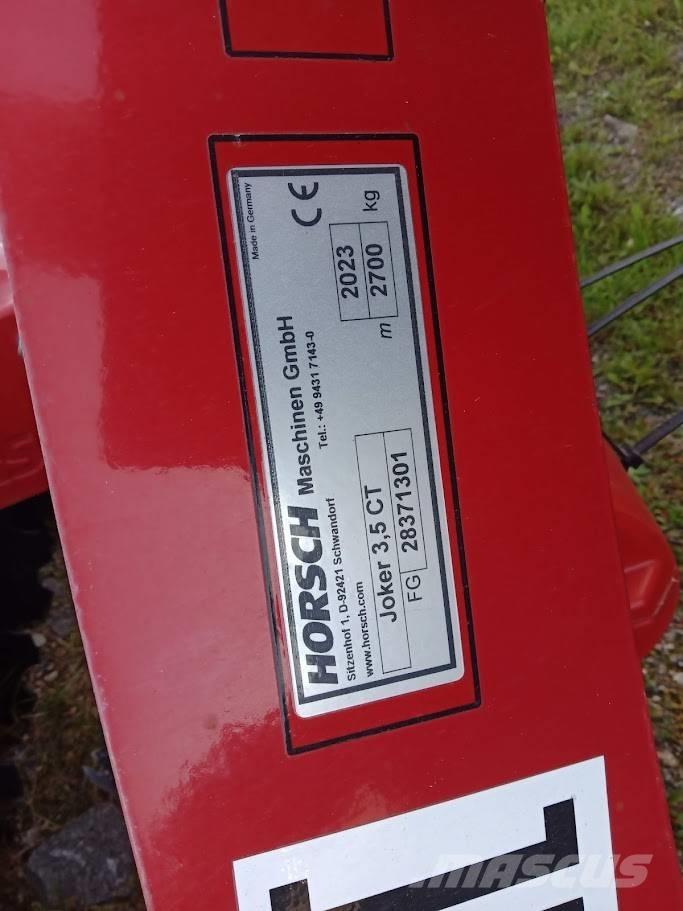 HORSCH Maschinen GmbH
Made in Germany
Sitzenhof 1, D-92421 Schwandorf
Tel.: +49 9431 7143-0
www.horsch.com
CE
Joker 3,5 CT
2023
FG 28371301
m 2700 kg
MASCUS